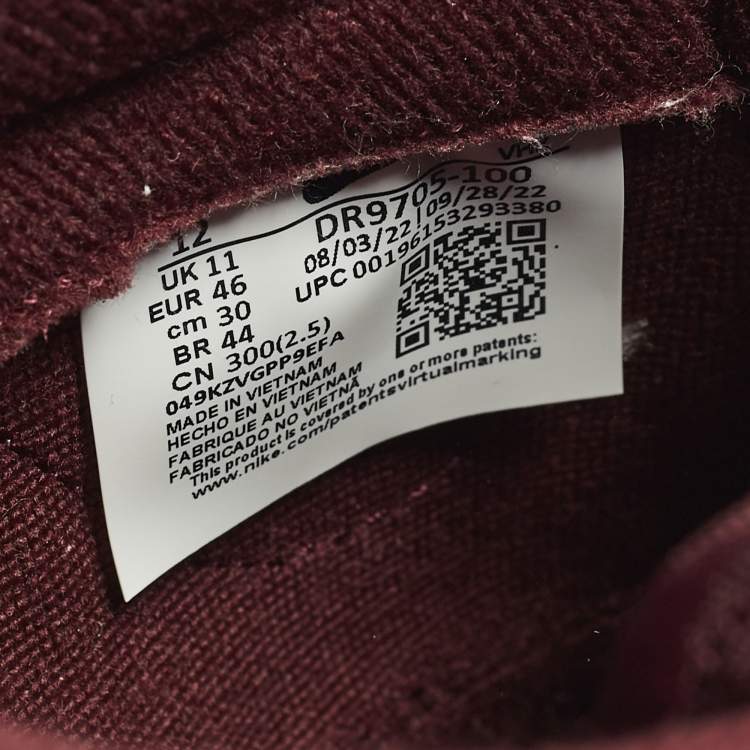 12
UK 11
EUR 46
cm 30
BR 44
CN 300(2.5)
049KZVGPP9EFA
MADE IN VIETNAM
HECHO EN VIETNAM
FABRIQUE AU VIETNAM
FABRICADO NO VIETNÃ
This product is covered by one or more patents:
www.nike.com/patentsvirtualmarking
DR9705-100
08/03/22 | 09/28/22
UPC 00196153293380